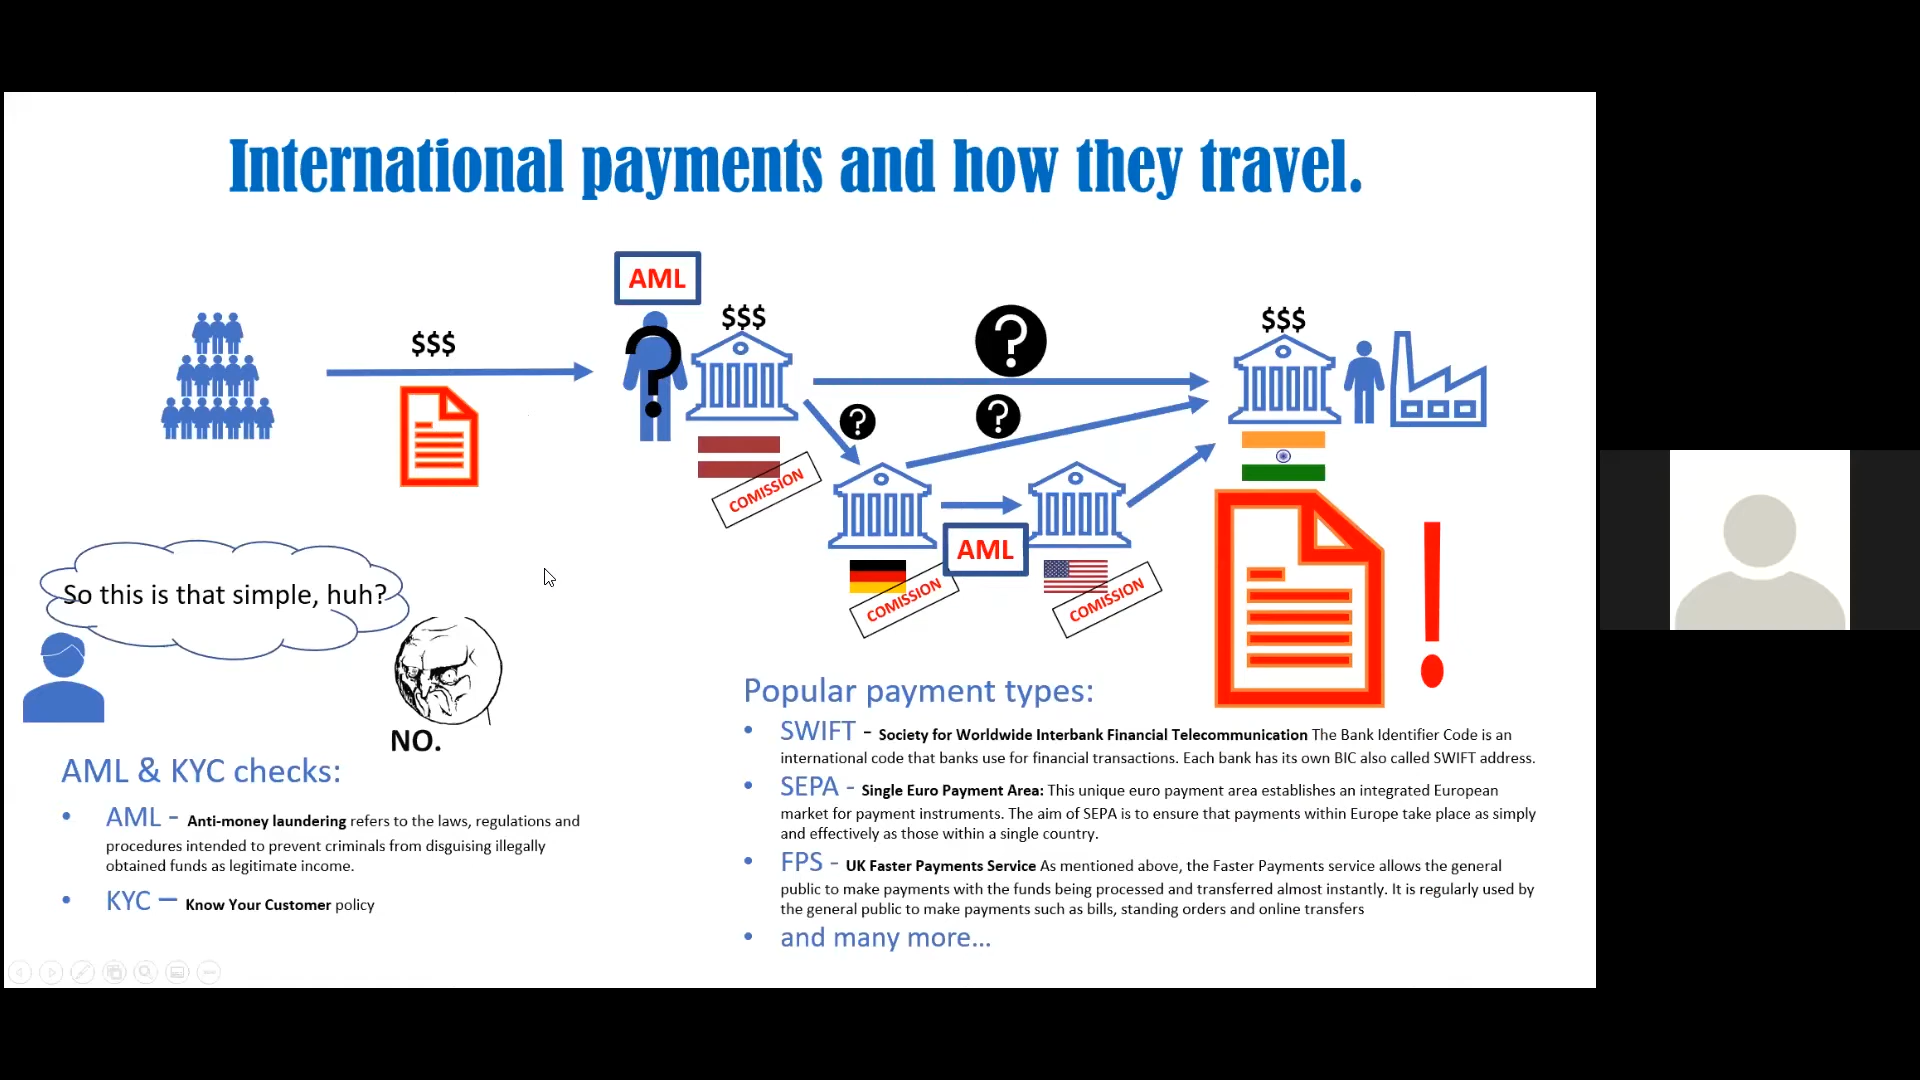 International payments and how they travel.
AML
$$$
$$$
$$$
COMISSION
AML
COMISSION
COMISSION
So this is that simple, huh?
NO.
AML & KYC checks:
• AML - Anti-money laundering refers to the laws, regulations and
procedures intended to prevent criminals from disguising illegally
obtained funds as legitimate income.
• KYC – Know Your Customer policy
Popular payment types:
• SWIFT - Society for Worldwide Interbank Financial Telecommunication The Bank Identifier Code is an
international code that banks use for financial transactions. Each bank has its own BIC also called SWIFT address.
• SEPA - Single Euro Payment Area: This unique euro payment area establishes an integrated European
market for payment instruments. The aim of SEPA is to ensure that payments within Europe take place as simply
and effectively as those within a single country.
• FPS - UK Faster Payments Service As mentioned above, the Faster Payments service allows the general
public to make payments with the funds being processed and transferred almost instantly. It is regularly used by
the general public to make payments such as bills, standing orders and online transfers
• and many more...